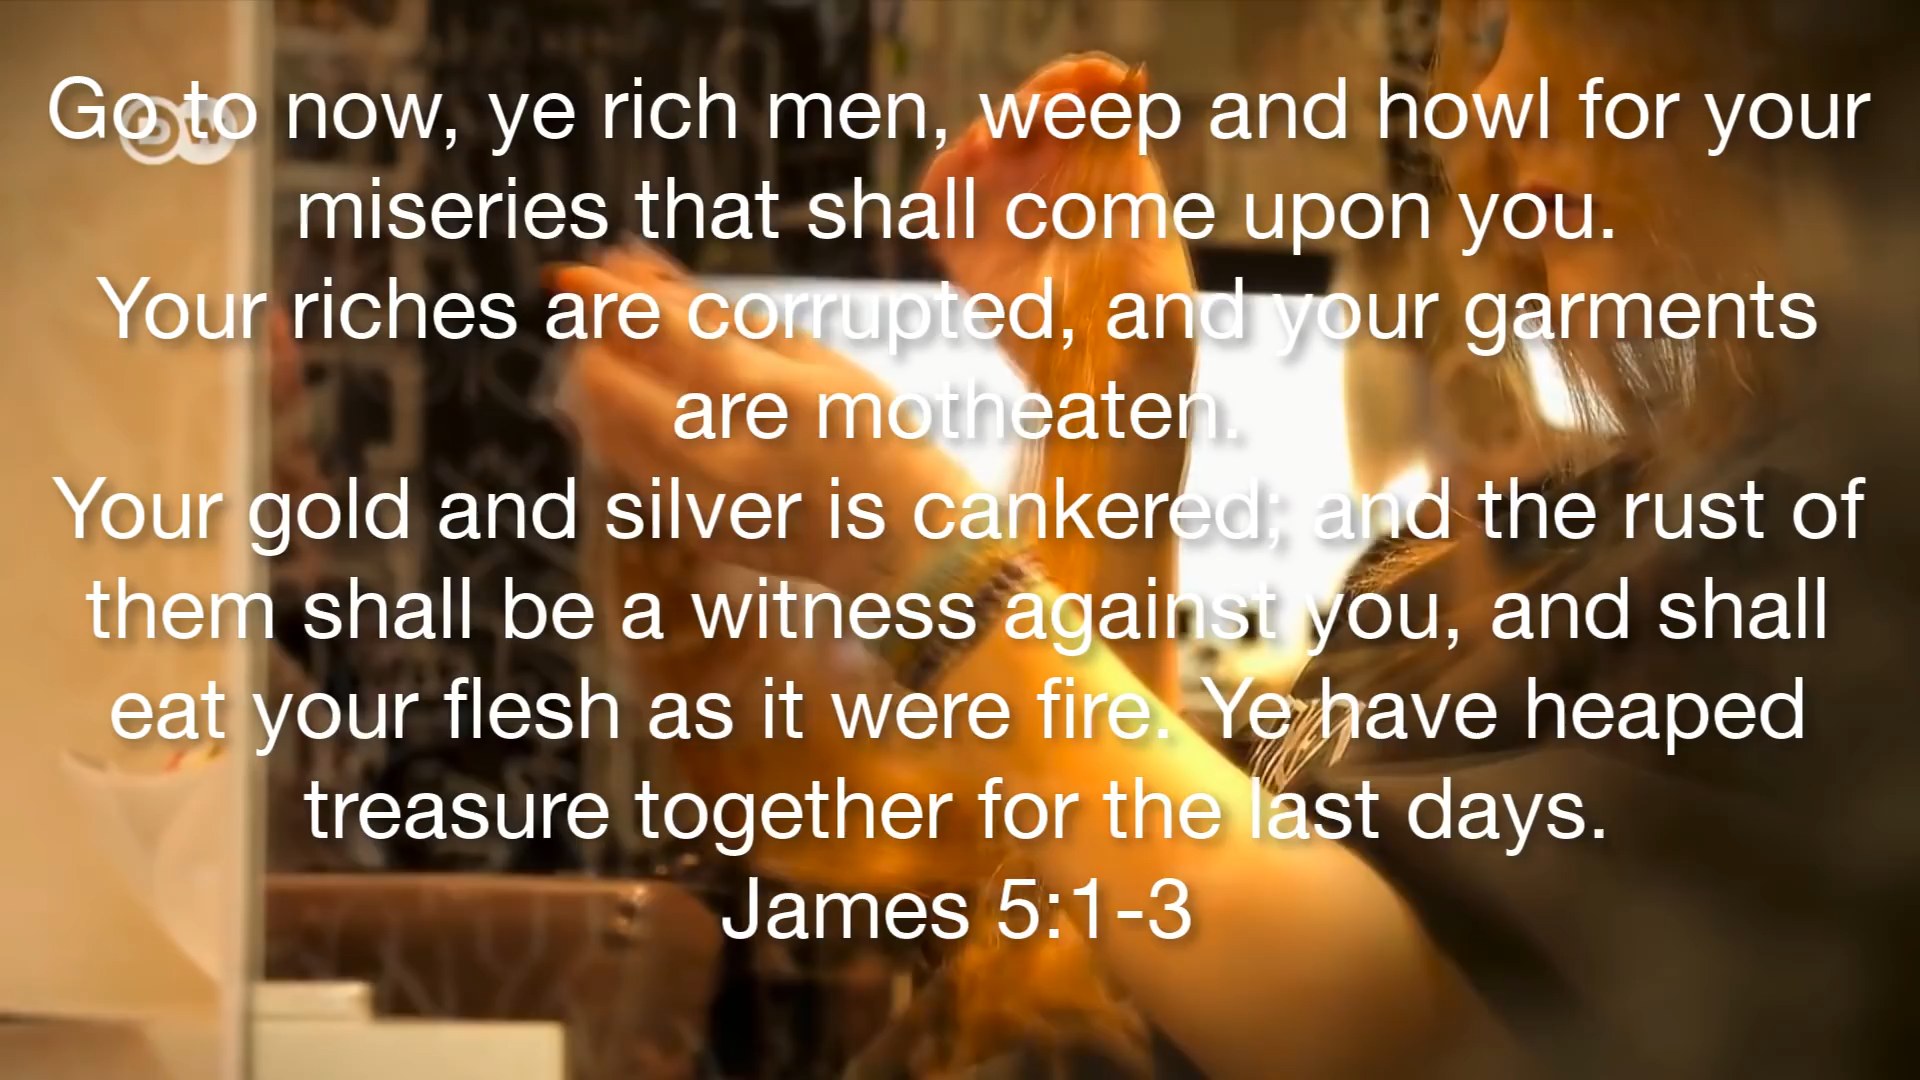 Go to now, ye rich men, weep and howl for your
miseries that shall come upon you.
Your riches are corrupted, and your garments
are motheaten.
Your gold and silver is cankered; and the rust of
them shall be a witness against you, and shall
eat your flesh as it were fire. Ye have heaped
treasure together for the last days.
James 5:1-3
DW